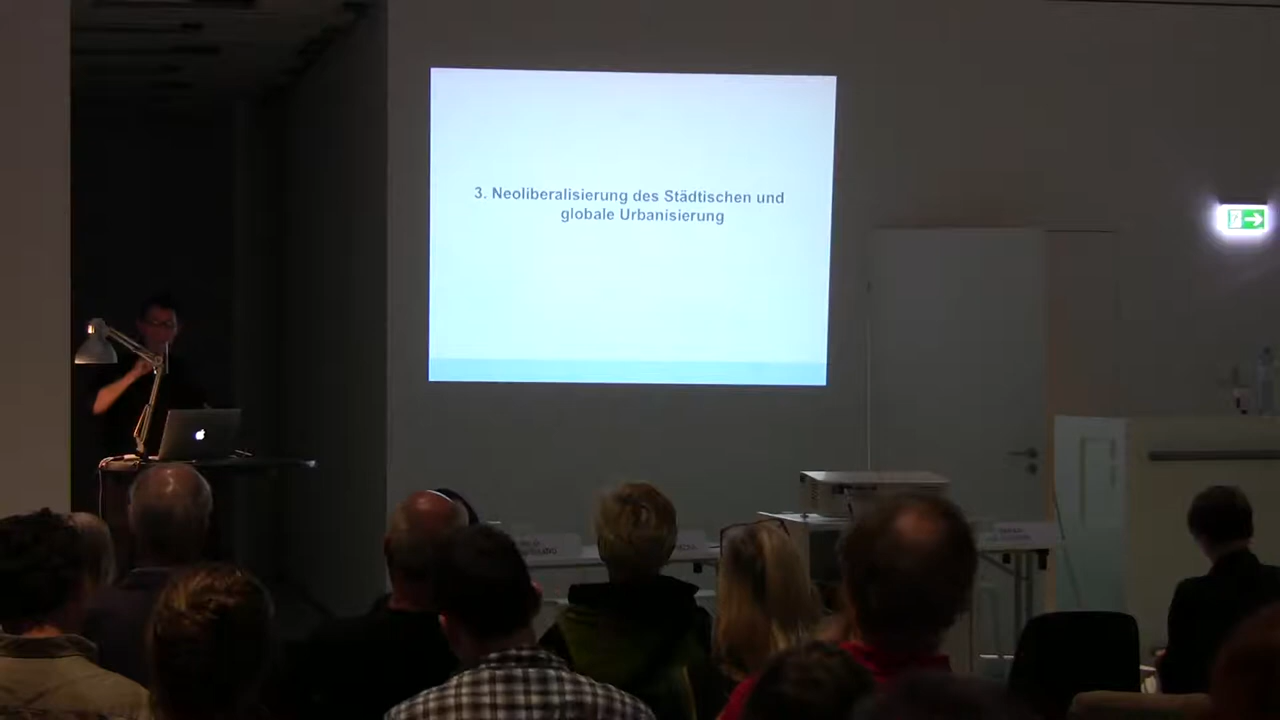 3. Neoliberalisierung des Städtischen und
globale Urbanisierung